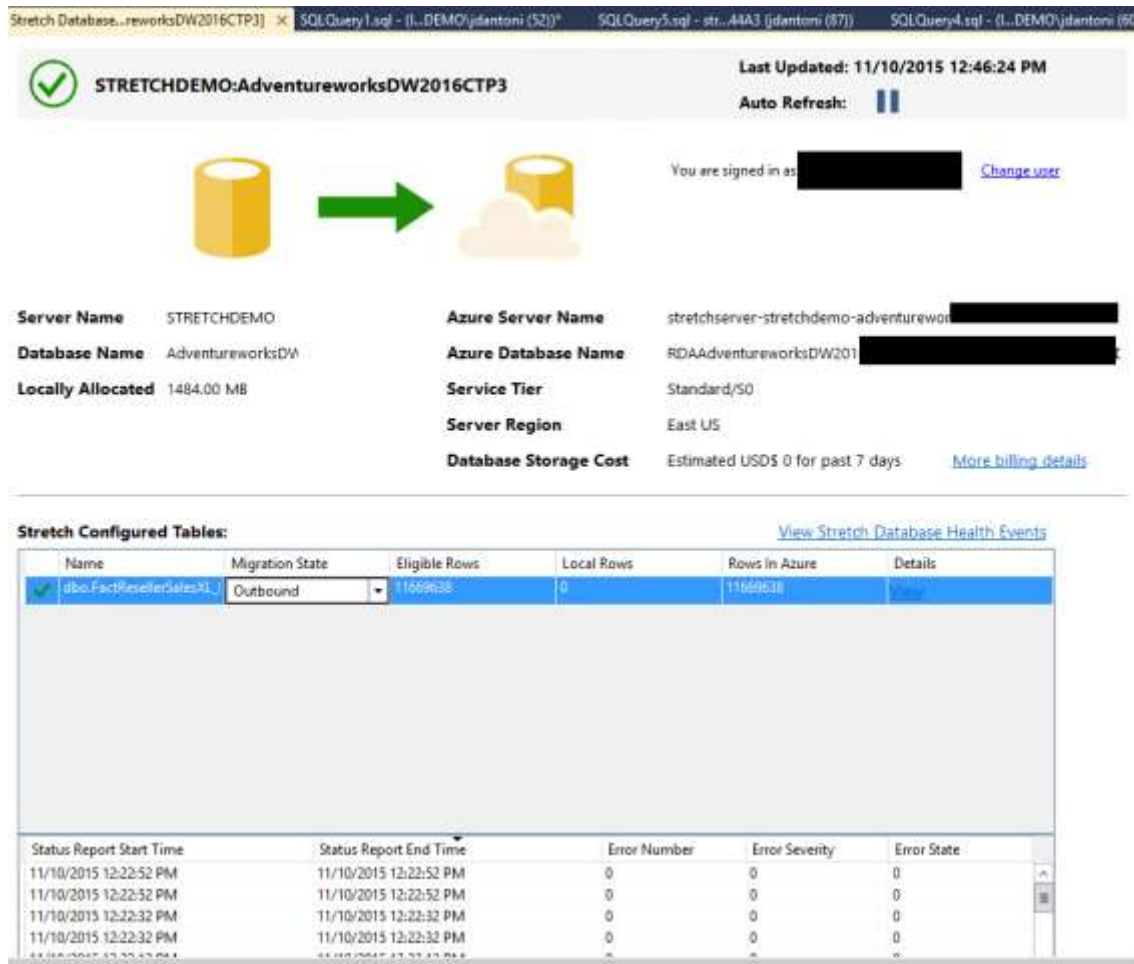 Stretch Database...reworksDW2016CTP3] × SQLQuery1.sql - (l...DEMO\jdantoni (52))* SQLQuery5.sql - str...44A3 (jdantoni (87)) SQLQuery4.sql - (l...DEMO\jdantoni (60
STRETCHDEMO:AdventureworksDW2016CTP3
Last Updated: 11/10/2015 12:46:24 PM
Auto Refresh:
You are signed in as Change user
Server Name STRETCHDEMO Azure Server Name stretchserver-stretchdemo-adventurewor
Database Name AdventureworksDW Azure Database Name RDAAdventureworksDW201
Locally Allocated 1484.00 MB Service Tier Standard/S0
Server Region East US
Database Storage Cost Estimated USD$ 0 for past 7 days More billing details
Stretch Configured Tables: View Stretch Database Health Events
Name Migration State Eligible Rows Local Rows Rows In Azure Details
dbo.FactResellerSalesXL_ Outbound 11669638 0 11669638 View
Status Report Start Time Status Report End Time Error Number Error Severity Error State
11/10/2015 12:22:52 PM 11/10/2015 12:22:52 PM 0 0 0
11/10/2015 12:22:52 PM 11/10/2015 12:22:52 PM 0 0 0
11/10/2015 12:22:32 PM 11/10/2015 12:22:32 PM 0 0 0
11/10/2015 12:22:32 PM 11/10/2015 12:22:32 PM 0 0 0